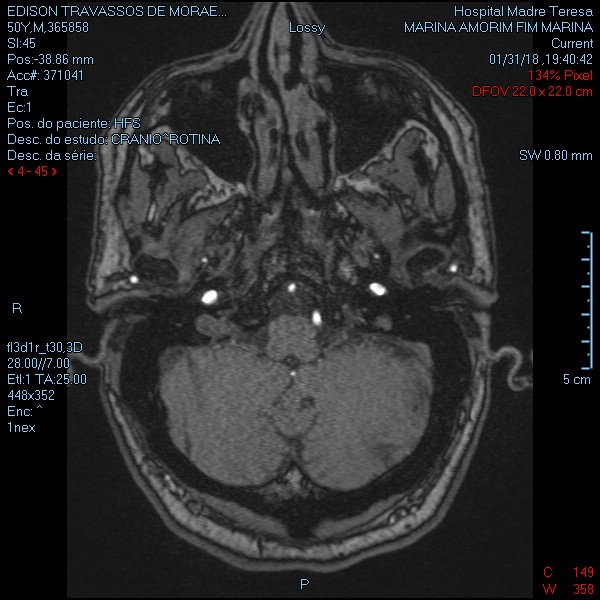 EDISON TRAVASSOS DE MORAE...
50Y,M,365858
Sl:45
Pos:-38.86 mm
Acc#: 371041
Tra
Ec:1
Pos. do paciente: HFS
Desc. do estudo: CRANIO^ROTINA
Desc. da série:
< 4 - 45 >
Lossy
Hospital Madre Teresa
MARINA AMORIM FIM MARINA
Current
01/31/18 ,19:40:42
134% Pixel
DFOV 22.0 x 22.0 cm
SW 0.80 mm
R
fl3d1r_t30,3D
28.00//7.00
Etl:1 TA:25.00
448x352
Enc: ^
1nex
5 cm
P
C 149
W 358